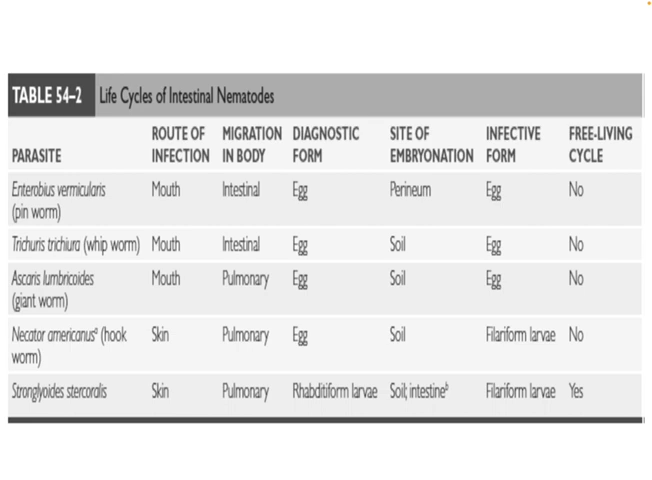 TABLE 54–2 Life Cycles of Intestinal Nematodes
ROUTE OF MIGRATION DIAGNOSTIC SITE OF INFECTIVE FREE-LIVING
PARASITE INFECTION IN BODY FORM EMBRYONATION FORM CYCLE
Enterobius vermicularis Mouth Intestinal Egg Perineum Egg No
(pin worm)
Trichuris trichiura (whip worm) Mouth Intestinal Egg Soil Egg No
Ascaris lumbricoides Mouth Pulmonary Egg Soil Egg No
(giant worm)
Necator americanusᵃ (hook Skin Pulmonary Egg Soil Filariform larvae No
worm)
Stronglyoides stercoralis Skin Pulmonary Rhabditiform larvae Soil; intestineᵇ Filariform larvae Yes